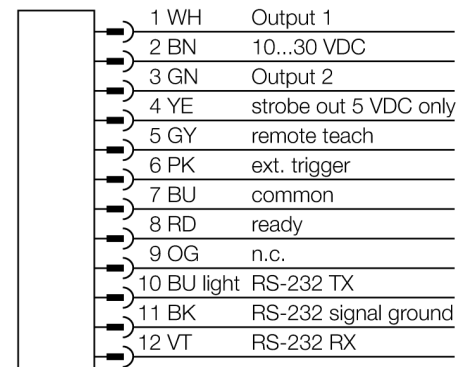 1 WH Output 1
2 BN 10...30 VDC
3 GN Output 2
4 YE strobe out 5 VDC only
5 GY remote teach
6 PK ext. trigger
7 BU common
8 RD ready
9 OG n.c.
10 BU light RS-232 TX
11 BK RS-232 signal ground
12 VT RS-232 RX